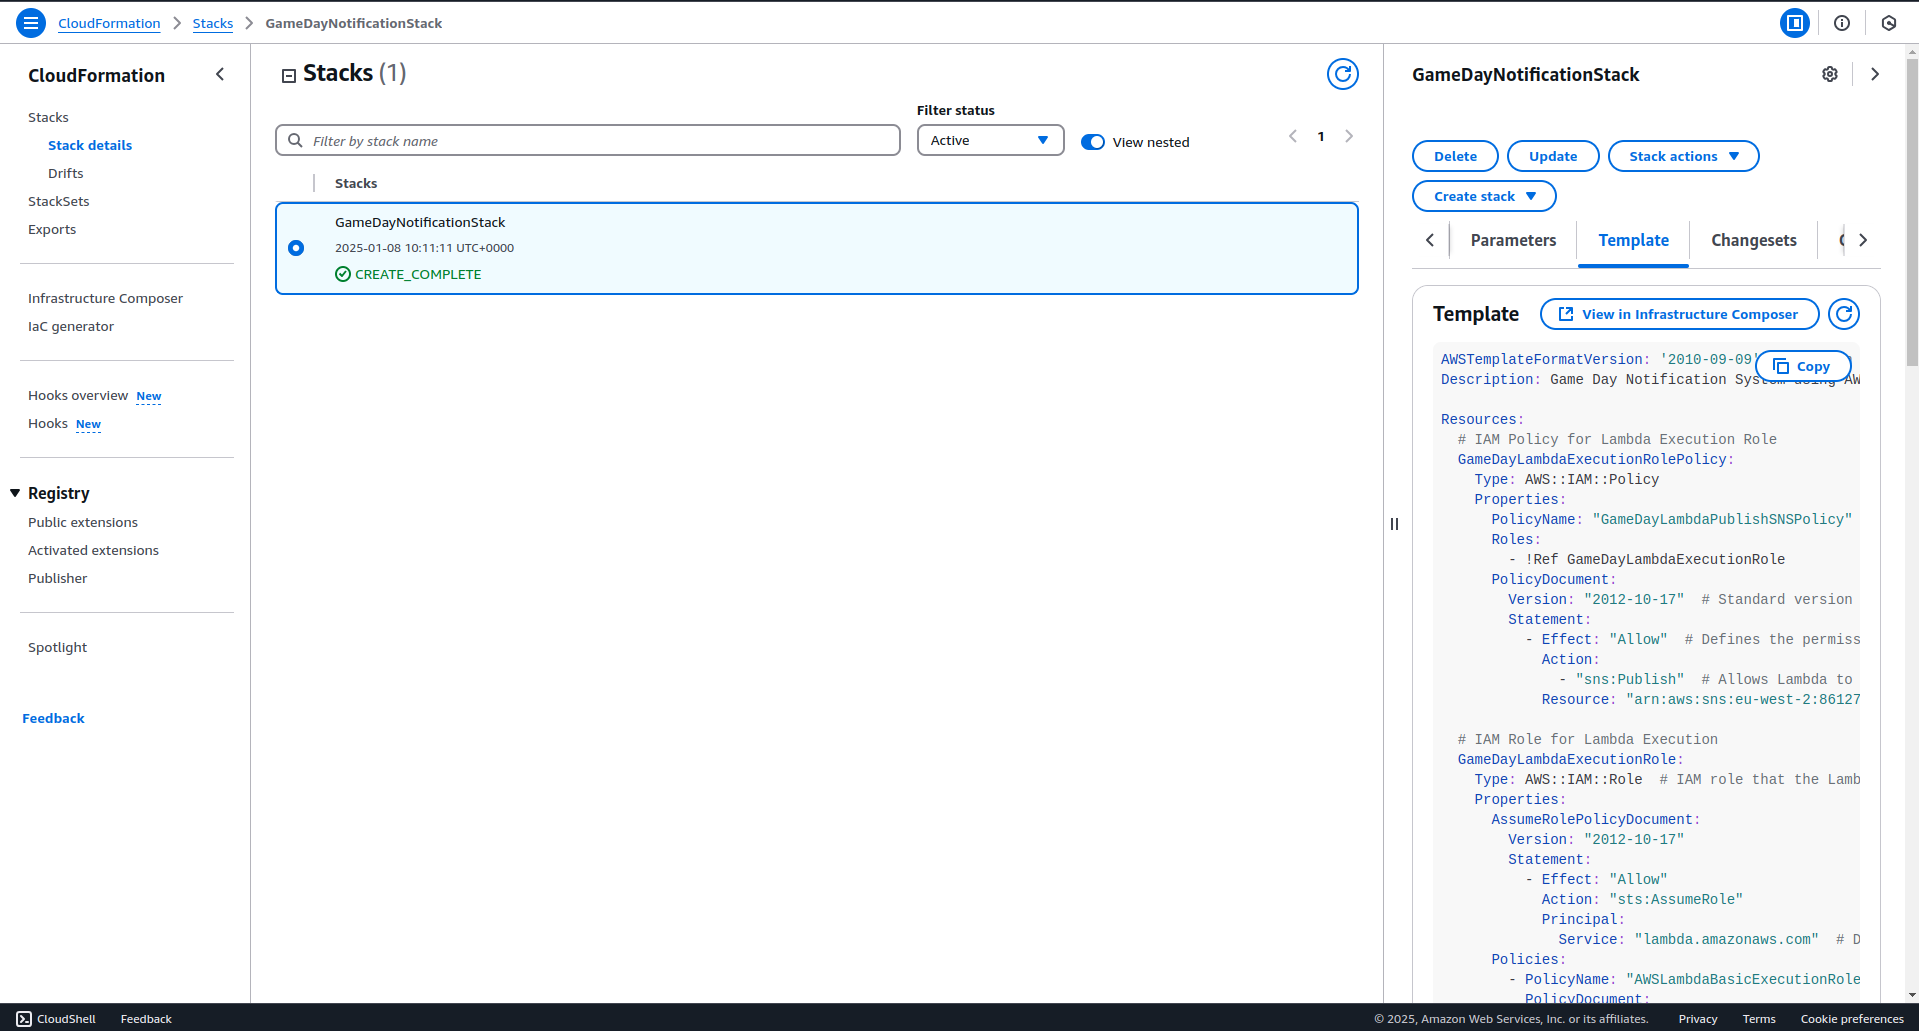 CloudFormation > Stacks > GameDayNotificationStack
CloudFormation
Stacks
Stack details
Drifts
StackSets
Exports
Infrastructure Composer
IaC generator
Hooks overview New
Hooks New
Registry
Public extensions
Activated extensions
Publisher
Spotlight
Feedback
Stacks (1)
Filter status
Filter by stack name
Active
View nested
1
Stacks
GameDayNotificationStack
2025-01-08 10:11:11 UTC+0000
CREATE_COMPLETE
GameDayNotificationStack
Delete
Update
Stack actions
Create stack
Parameters
Template
Changesets
Template
View in Infrastructure Composer
Copy
AWSTemplateFormatVersion: '2010-09-09'
Description: Game Day Notification System using AW
Resources:
# IAM Policy for Lambda Execution Role
GameDayLambdaExecutionRolePolicy:
Type: AWS::IAM::Policy
Properties:
PolicyName: "GameDayLambdaPublishSNSPolicy"
Roles:
- !Ref GameDayLambdaExecutionRole
PolicyDocument:
Version: "2012-10-17" # Standard version
Statement:
- Effect: "Allow" # Defines the permiss
Action:
- "sns:Publish" # Allows Lambda to
Resource: "arn:aws:sns:eu-west-2:86127
# IAM Role for Lambda Execution
GameDayLambdaExecutionRole:
Type: AWS::IAM::Role # IAM role that the Lamb
Properties:
AssumeRolePolicyDocument:
Version: "2012-10-17"
Statement:
- Effect: "Allow"
Action: "sts:AssumeRole"
Principal:
Service: "lambda.amazonaws.com" # D
Policies:
- PolicyName: "AWSLambdaBasicExecutionRole
PolicyDocument:
CloudShell
Feedback
© 2025, Amazon Web Services, Inc. or its affiliates.
Privacy
Terms
Cookie preferences